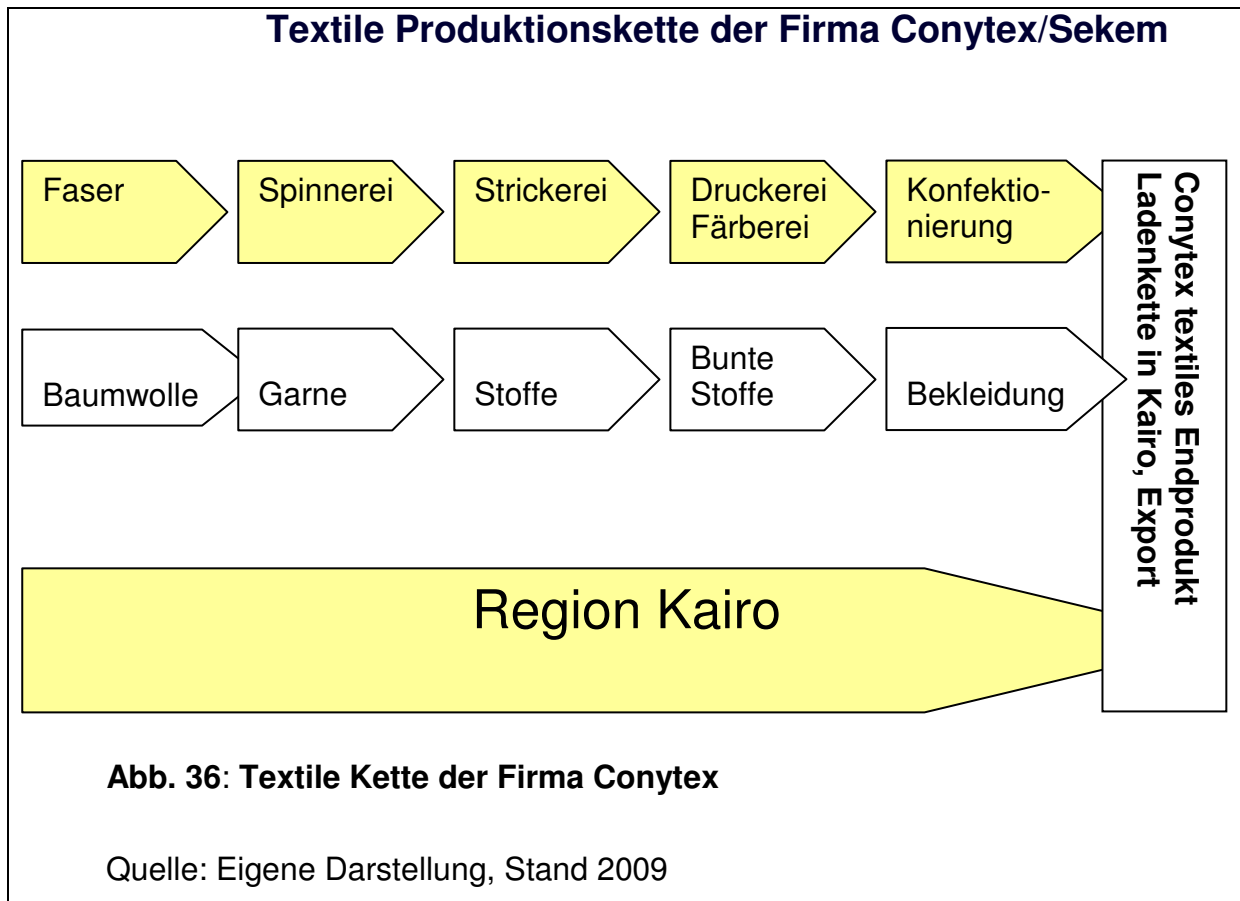 Textile Produktionskette der Firma Conytex/Sekem
Faser
Spinnerei
Strickerei
Druckerei
Färberei
Konfektio-
nierung
Baumwolle
Garne
Stoffe
Bunte
Stoffe
Bekleidung
Conytex textiles Endprodukt
Ladenkette in Kairo, Export
Region Kairo
Abb. 36: Textile Kette der Firma Conytex
Quelle: Eigene Darstellung, Stand 2009